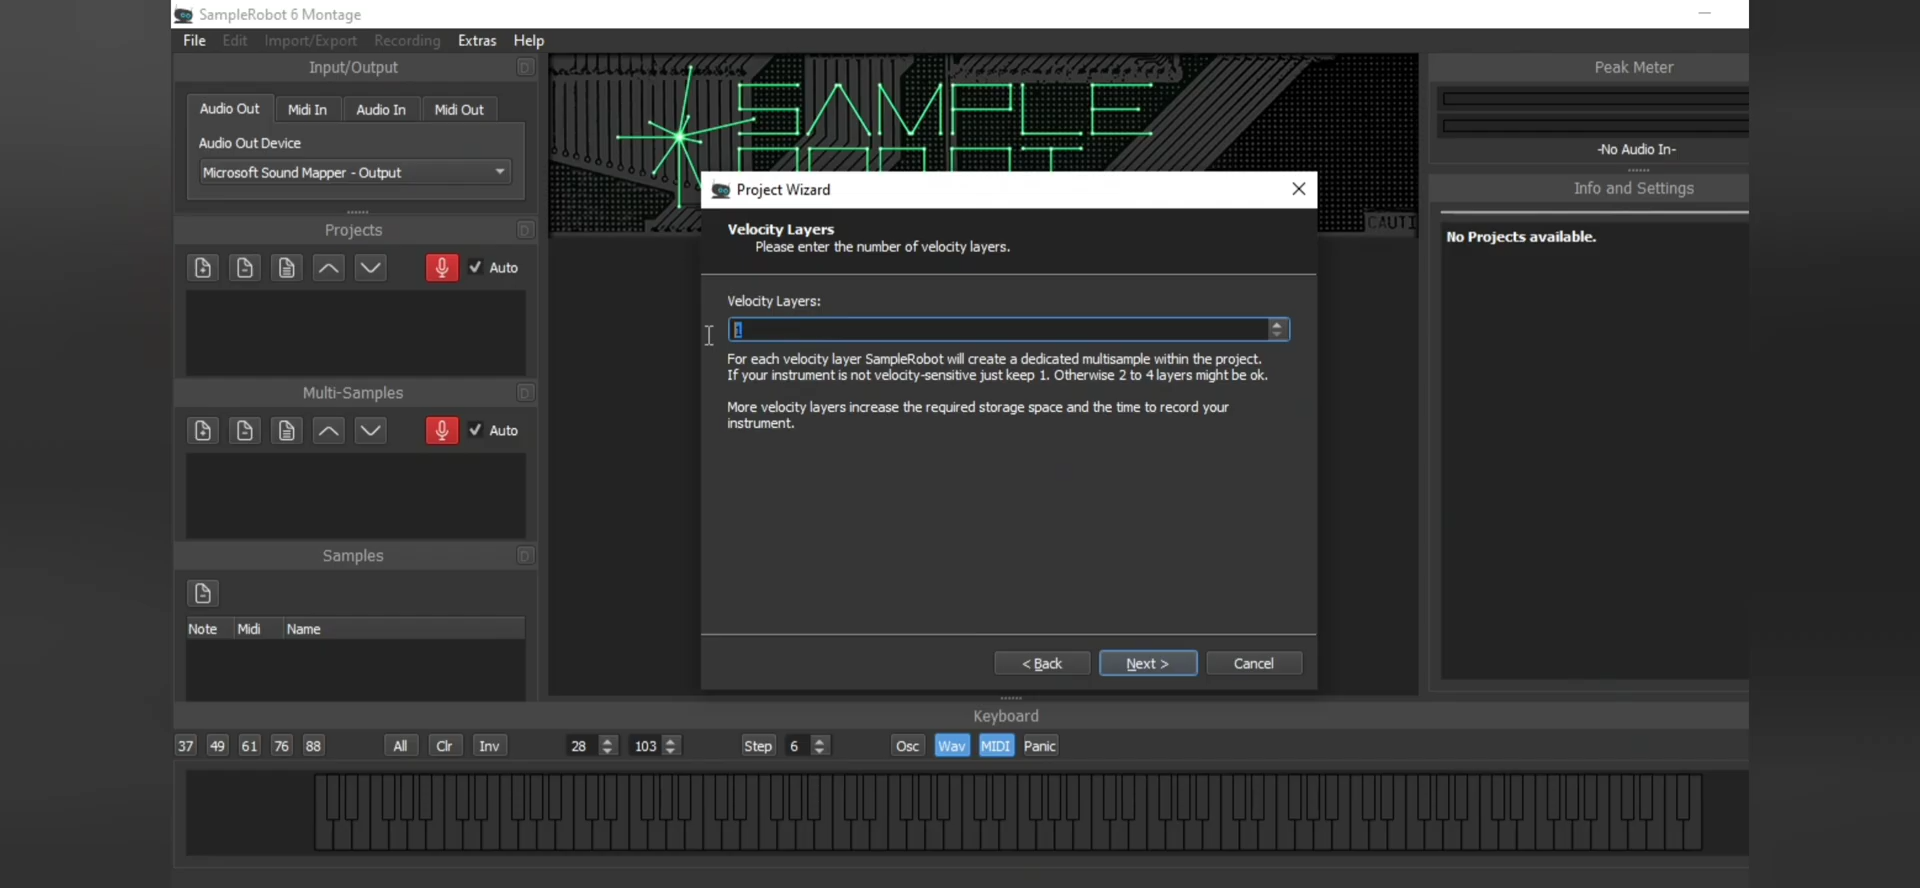 SampleRobot 6 Montage
File Edit Import/Export Recording Extras Help
Input/Output D
Audio Out Midi In Audio In Midi Out
Audio Out Device
Microsoft Sound Mapper - Output
Projects D
Auto
Multi-Samples D
Auto
Samples D
Note Midi Name
SAMPLE
CAUTI
Project Wizard
Velocity Layers
Please enter the number of velocity layers.
Velocity Layers:
1
For each velocity layer SampleRobot will create a dedicated multisample within the project.
If your instrument is not velocity-sensitive just keep 1. Otherwise 2 to 4 layers might be ok.
More velocity layers increase the required storage space and the time to record your
instrument.
< Back Next > Cancel
Peak Meter
-No Audio In-
Info and Settings
No Projects available.
Keyboard
37 49 61 76 88 All Clr Inv 28 103 Step 6 Osc Wav MIDI Panic